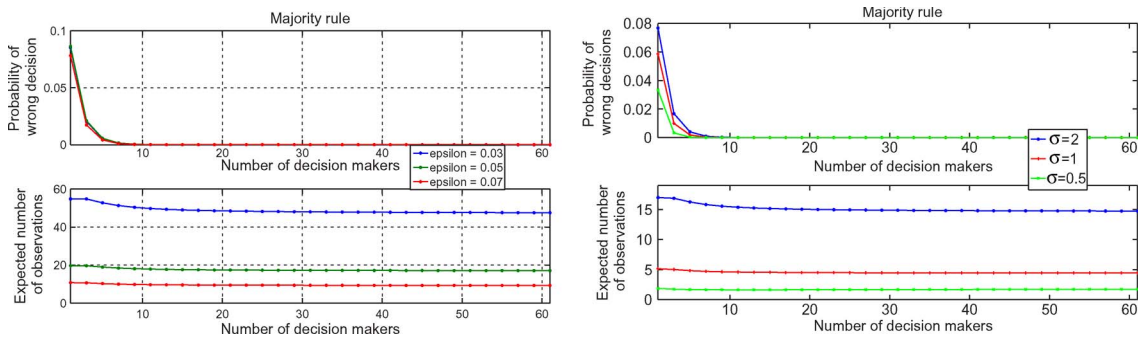 Majority rule
Probability of
wrong decision
0.1
0.05
0
10 20 30 40 50 60
Number of decision makers
epsilon = 0.03
epsilon = 0.05
epsilon = 0.07
Expected number
of observations
60
40
20
0
10 20 30 40 50 60
Number of decision makers
Majority rule
Probability of
wrong decisions
0.08
0.06
0.04
0.02
0
10 20 30 40 50 60
Number of decision makers
σ=2
σ=1
σ=0.5
Expected number
of observations
15
10
5
0
10 20 30 40 50 60
Number of decision makers